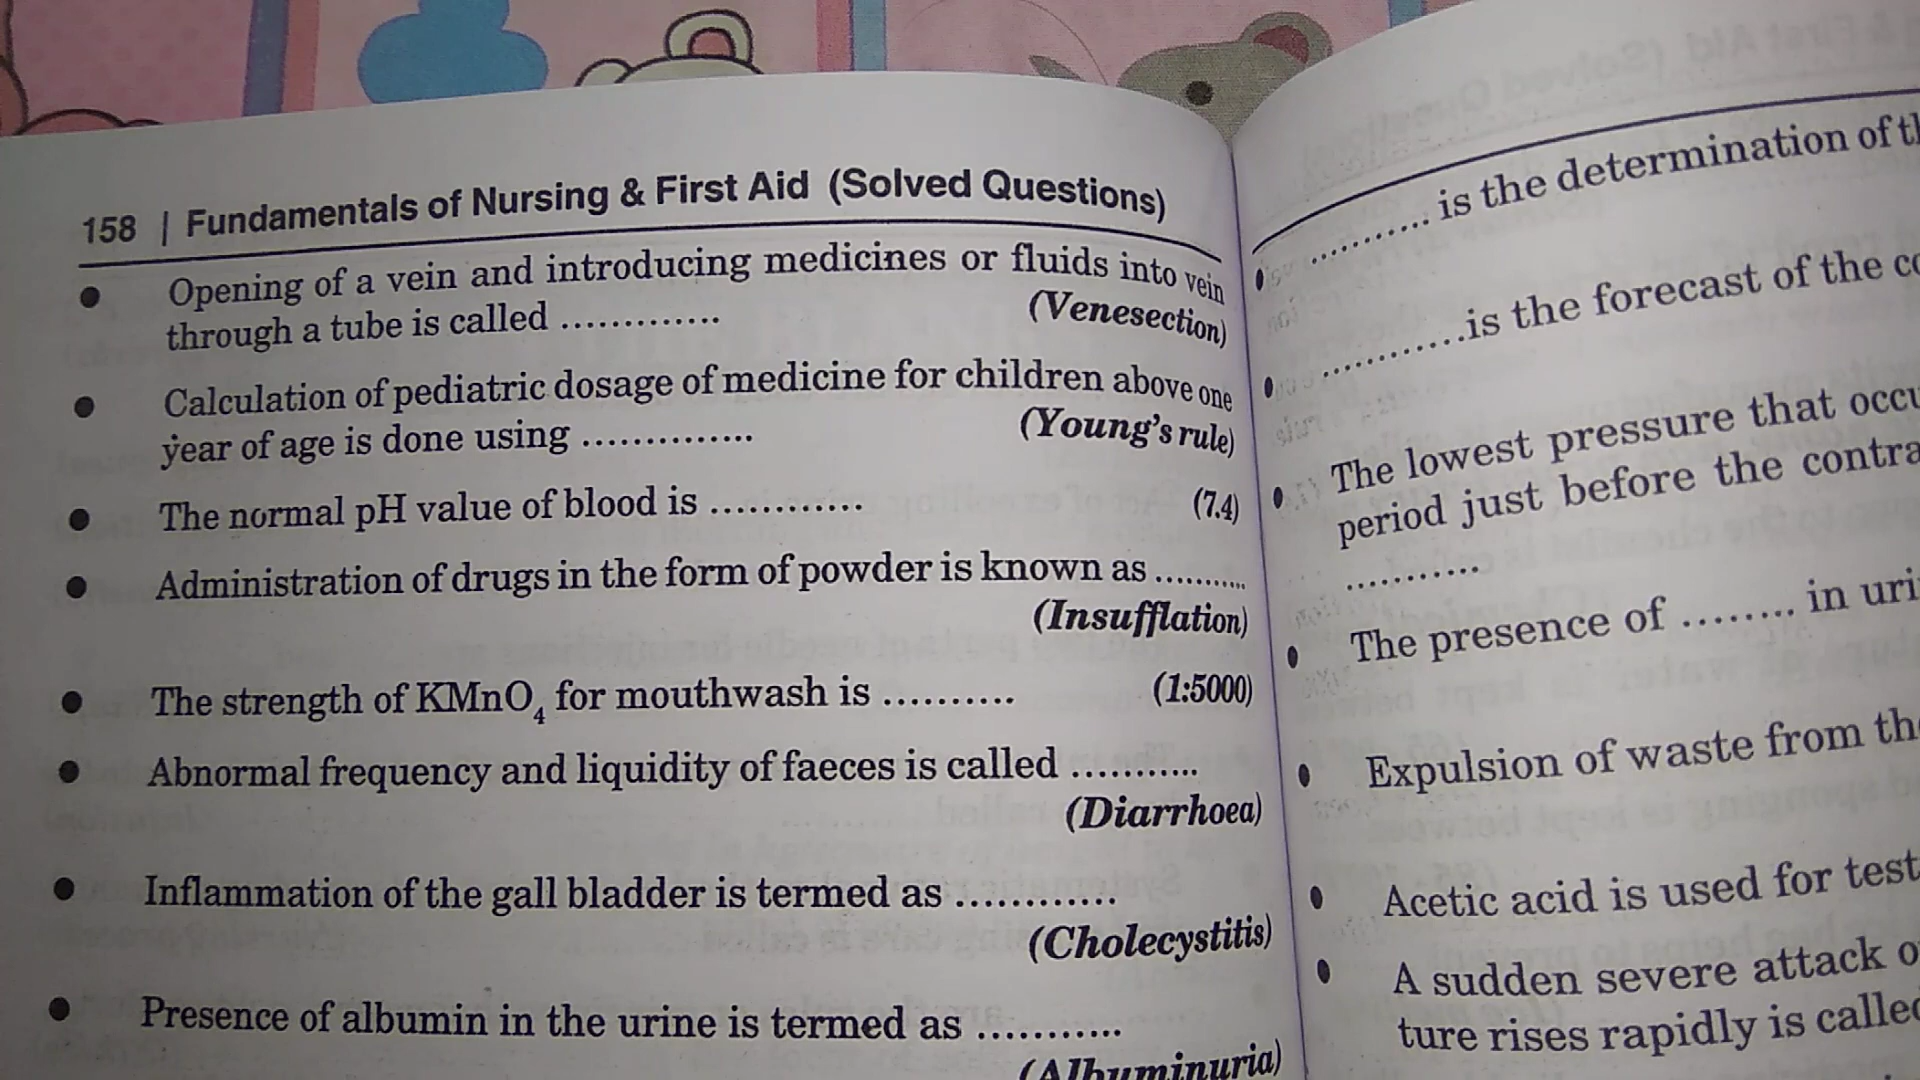 158 | Fundamentals of Nursing & First Aid (Solved Questions)
• Opening of a vein and introducing medicines or fluids into vein
through a tube is called ............. (Venesection)
• Calculation of pediatric dosage of medicine for children above one
year of age is done using .............. (Young's rule)
• The normal pH value of blood is ............ (7.4)
• Administration of drugs in the form of powder is known as ...........
(Insufflation)
• The strength of KMnO₄ for mouthwash is .......... (1:5000)
• Abnormal frequency and liquidity of faeces is called ...........
(Diarrhoea)
• Inflammation of the gall bladder is termed as ............
(Cholecystitis)
• Presence of albumin in the urine is termed as ...........
(Albuminuria)
• ........... is the determination of
• ...........is the forecast of the
• The lowest pressure that
period just before the
...........
• The presence of ........ in
• Expulsion of waste from
• Acetic acid is used for
• A sudden severe attack
ture rises rapidly is